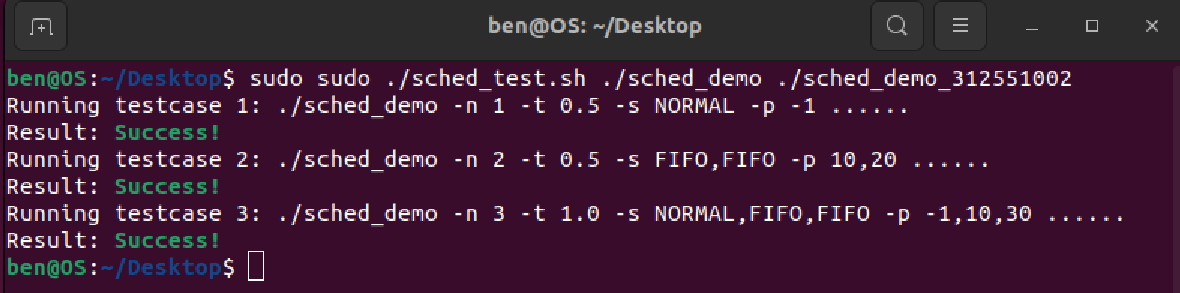 ben@OS: ~/Desktop
ben@OS:~/Desktop$ sudo sudo ./sched_test.sh ./sched_demo ./sched_demo_312551002
Running testcase 1: ./sched_demo -n 1 -t 0.5 -s NORMAL -p -1 ......
Result: Success!
Running testcase 2: ./sched_demo -n 2 -t 0.5 -s FIFO,FIFO -p 10,20 ......
Result: Success!
Running testcase 3: ./sched_demo -n 3 -t 1.0 -s NORMAL,FIFO,FIFO -p -1,10,30 ......
Result: Success!
ben@OS:~/Desktop$